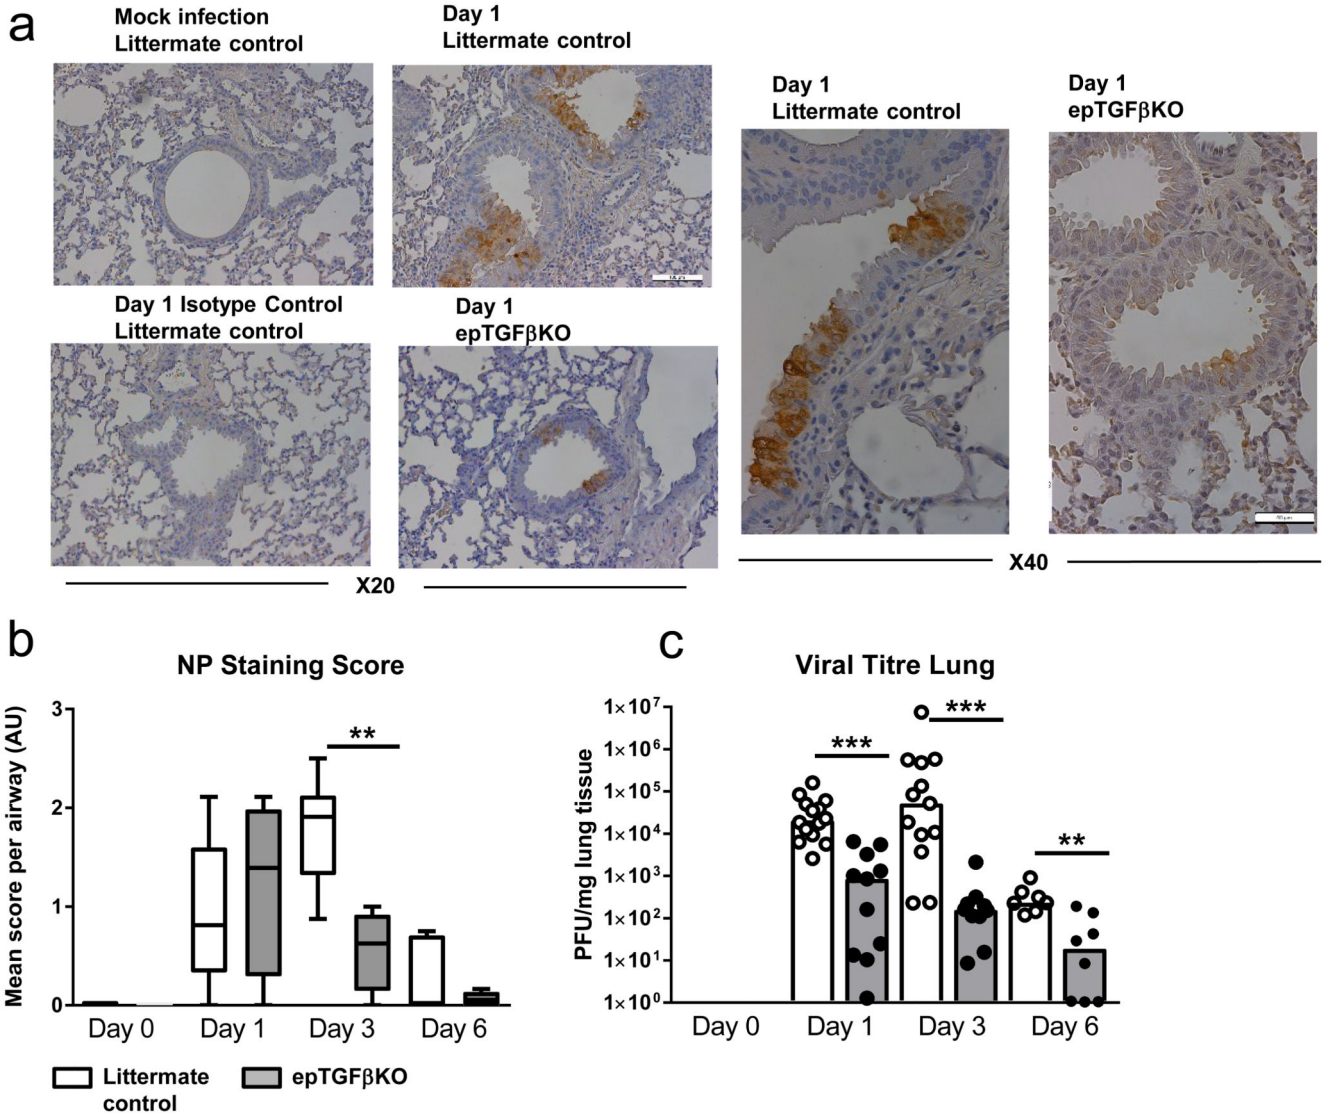 a
Mock infection
Littermate control
Day 1
Littermate control
Day 1
Littermate control
Day 1
epTGFβKO
Day 1 Isotype Control
Littermate control
Day 1
epTGFβKO
X20
X40
b
NP Staining Score
Mean score per airway (AU)
3
2
1
0
**
Day 0
Day 1
Day 3
Day 6
Littermate
control
epTGFβKO
c
Viral Titre Lung
PFU/mg lung tissue
1×10⁷
1×10⁶
1×10⁵
1×10⁴
1×10³
1×10²
1×10¹
1×10⁰
***
***
**
Day 0
Day 1
Day 3
Day 6